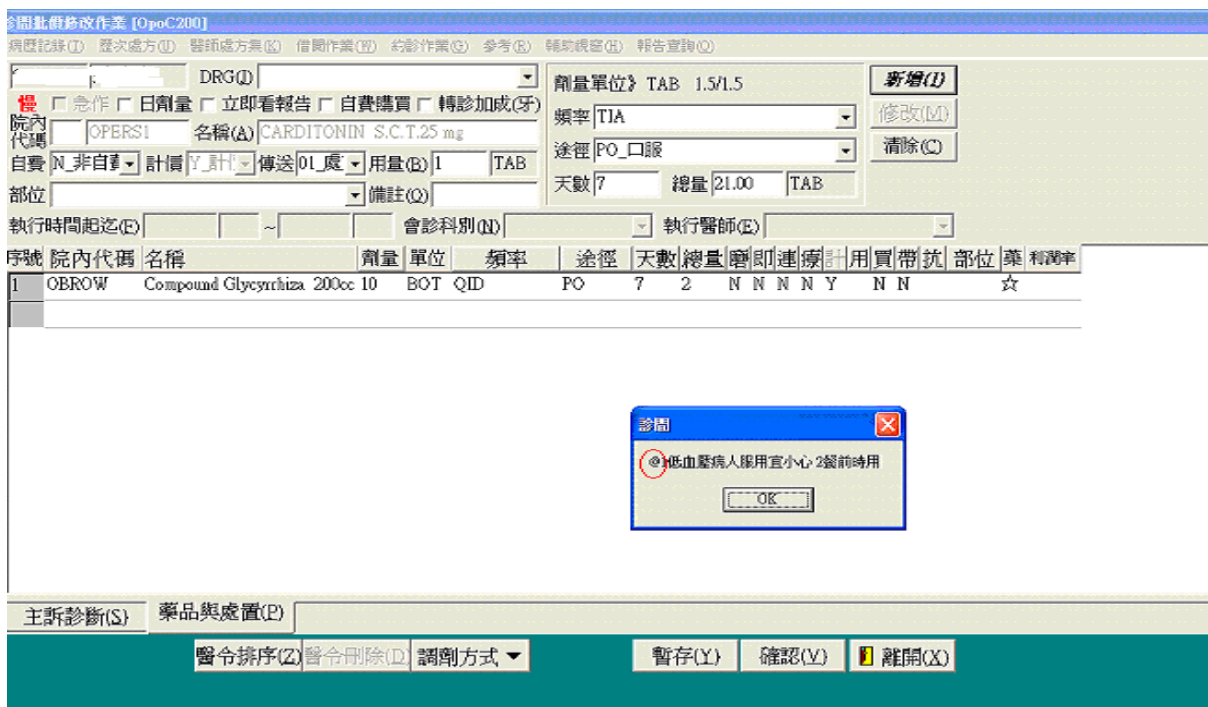 診間批價修改作業 [OpoC200]
病歷記錄(T) 歷次處方(U) 醫師處方集(K) 借閱作業(W) 約診作業(G) 參考(R) 輔助視窗(H) 報告查詢(Q)
DRG(J) 劑量單位》 TAB 1.5/1.5 新增(I)
慢 急作 日劑量 立即看報告 自費購買 轉診加成(牙) 頻率 TIA 修改(M)
院內代碼 OPERS1 名稱(A) CARDITONIN S.C.T.25 mg 途徑 PO_口服 清除(C)
自費 N_非自費 計價 傳送 01_處 用量(B) 1 TAB
部位 備註(O) 天數 7 總量 21.00 TAB
執行時間起迄(F) ~ 會診科別(N) 執行醫師(E)
序號 院內代碼 名稱 劑量 單位 頻率 途徑 天數 總量 磨 即 連 療 計 用 買 帶 抗 部位 藥 利潤率
1 OBROW Compound Glycyrrhiza 200cc 10 BOT QID PO 7 2 N N N N Y N N ☆
診間
@1低血壓病人服用宜小心 2餐前時用
OK
主訴診斷(S) 藥品與處置(P)
醫令排序(Z) 醫令刪除(D) 調劑方式 ▼ 暫存(Y) 確認(V) 離開(X)